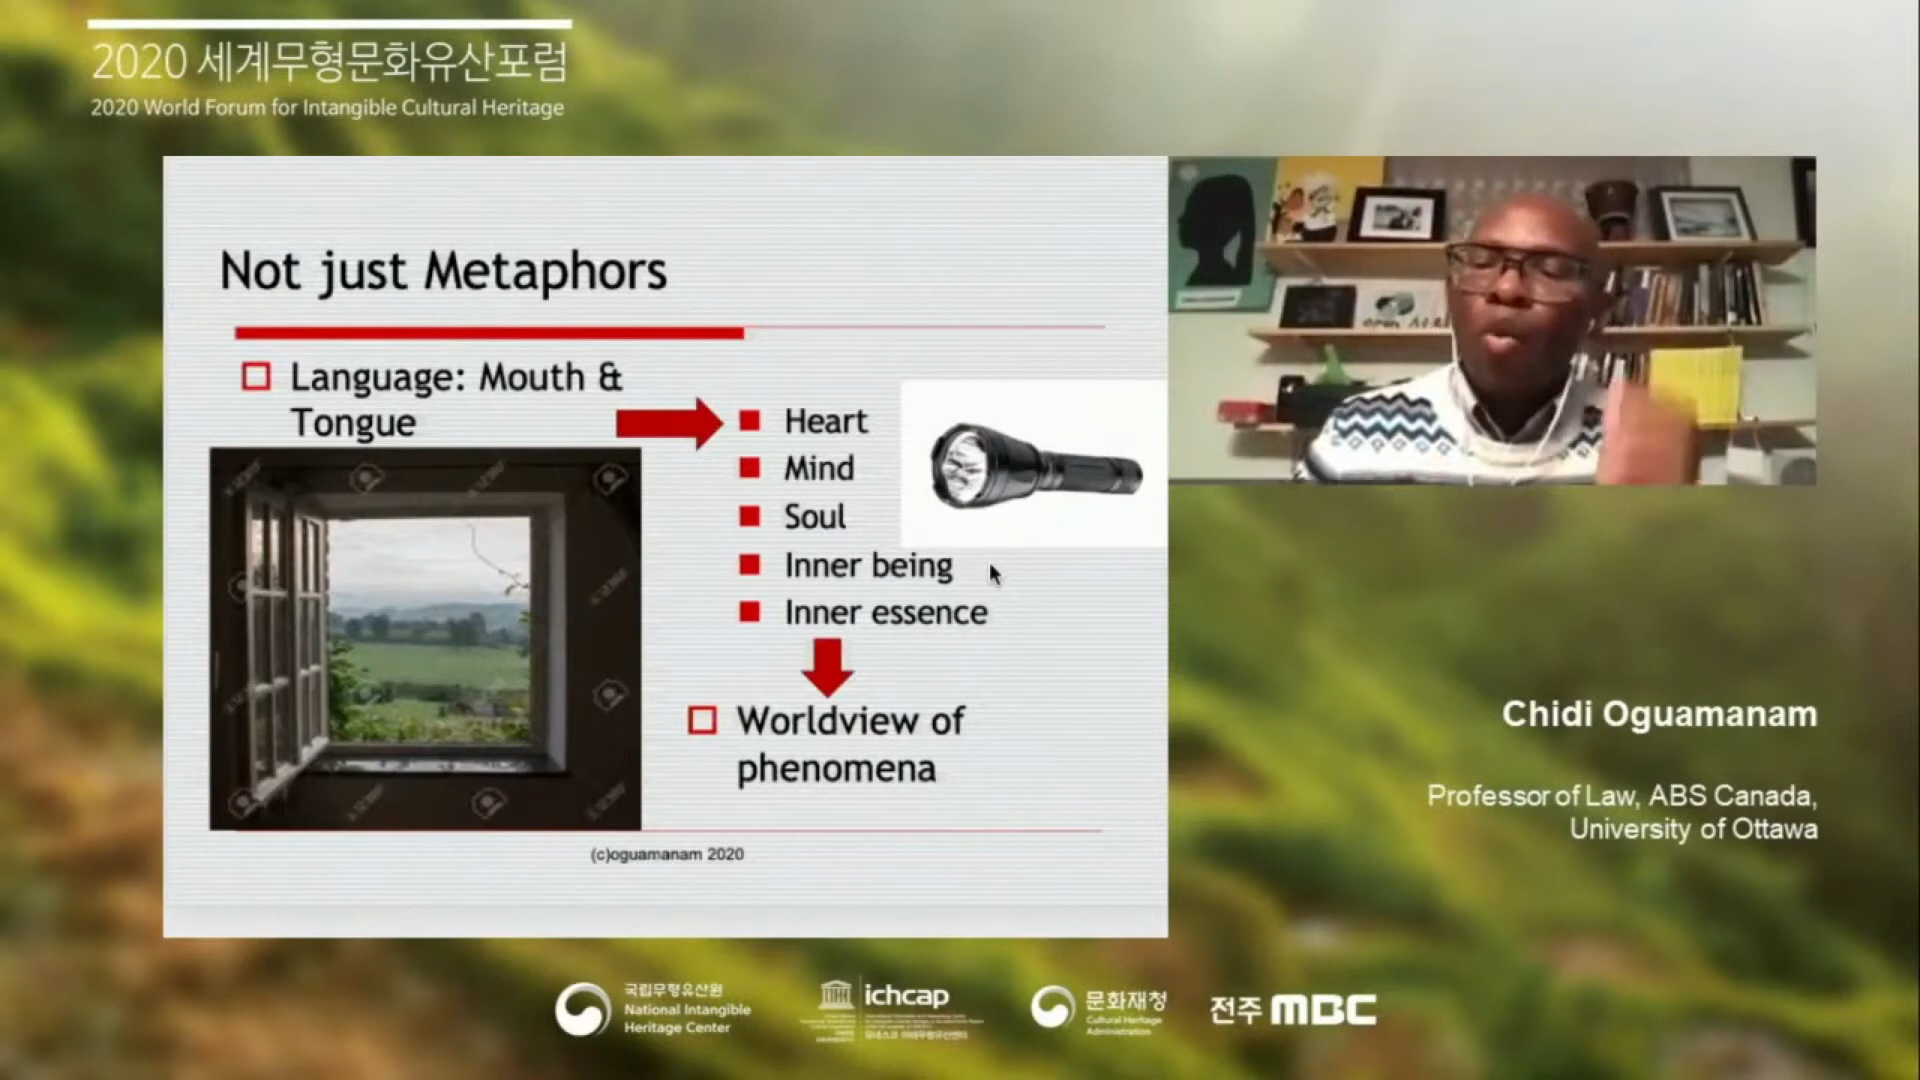 2020 세계무형문화유산포럼
2020 World Forum for Intangible Cultural Heritage
Not just Metaphors
Language: Mouth &
Tongue
Heart
Mind
Soul
Inner being
Inner essence
Worldview of
phenomena
(c)oguamanam 2020
Chidi Oguamanam
Professor of Law, ABS Canada,
University of Ottawa
국립무형유산원
National Intangible
Heritage Center
ichcap
문화재청
Cultural Heritage
Administration
전주 MBC